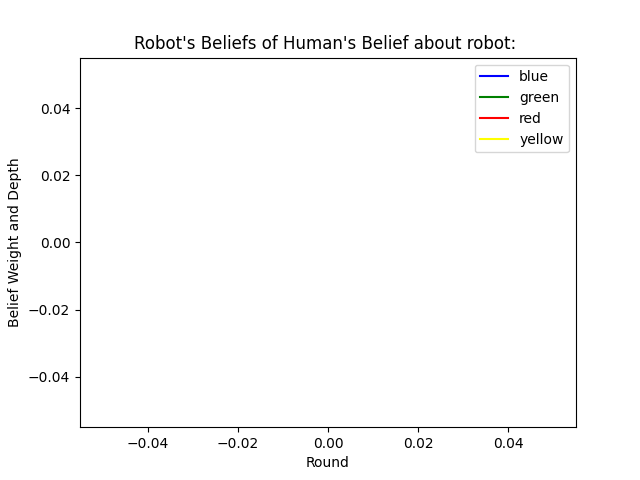 Robot's Beliefs of Human's Belief about robot:
blue
green
red
yellow
0.04
0.02
0.00
−0.02
−0.04
Belief Weight and Depth
−0.04
−0.02
0.00
0.02
0.04
Round